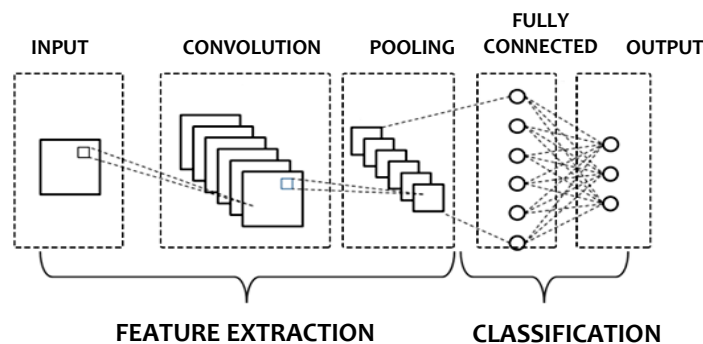 INPUT
CONVOLUTION
POOLING
FULLY
CONNECTED
OUTPUT
FEATURE EXTRACTION
CLASSIFICATION